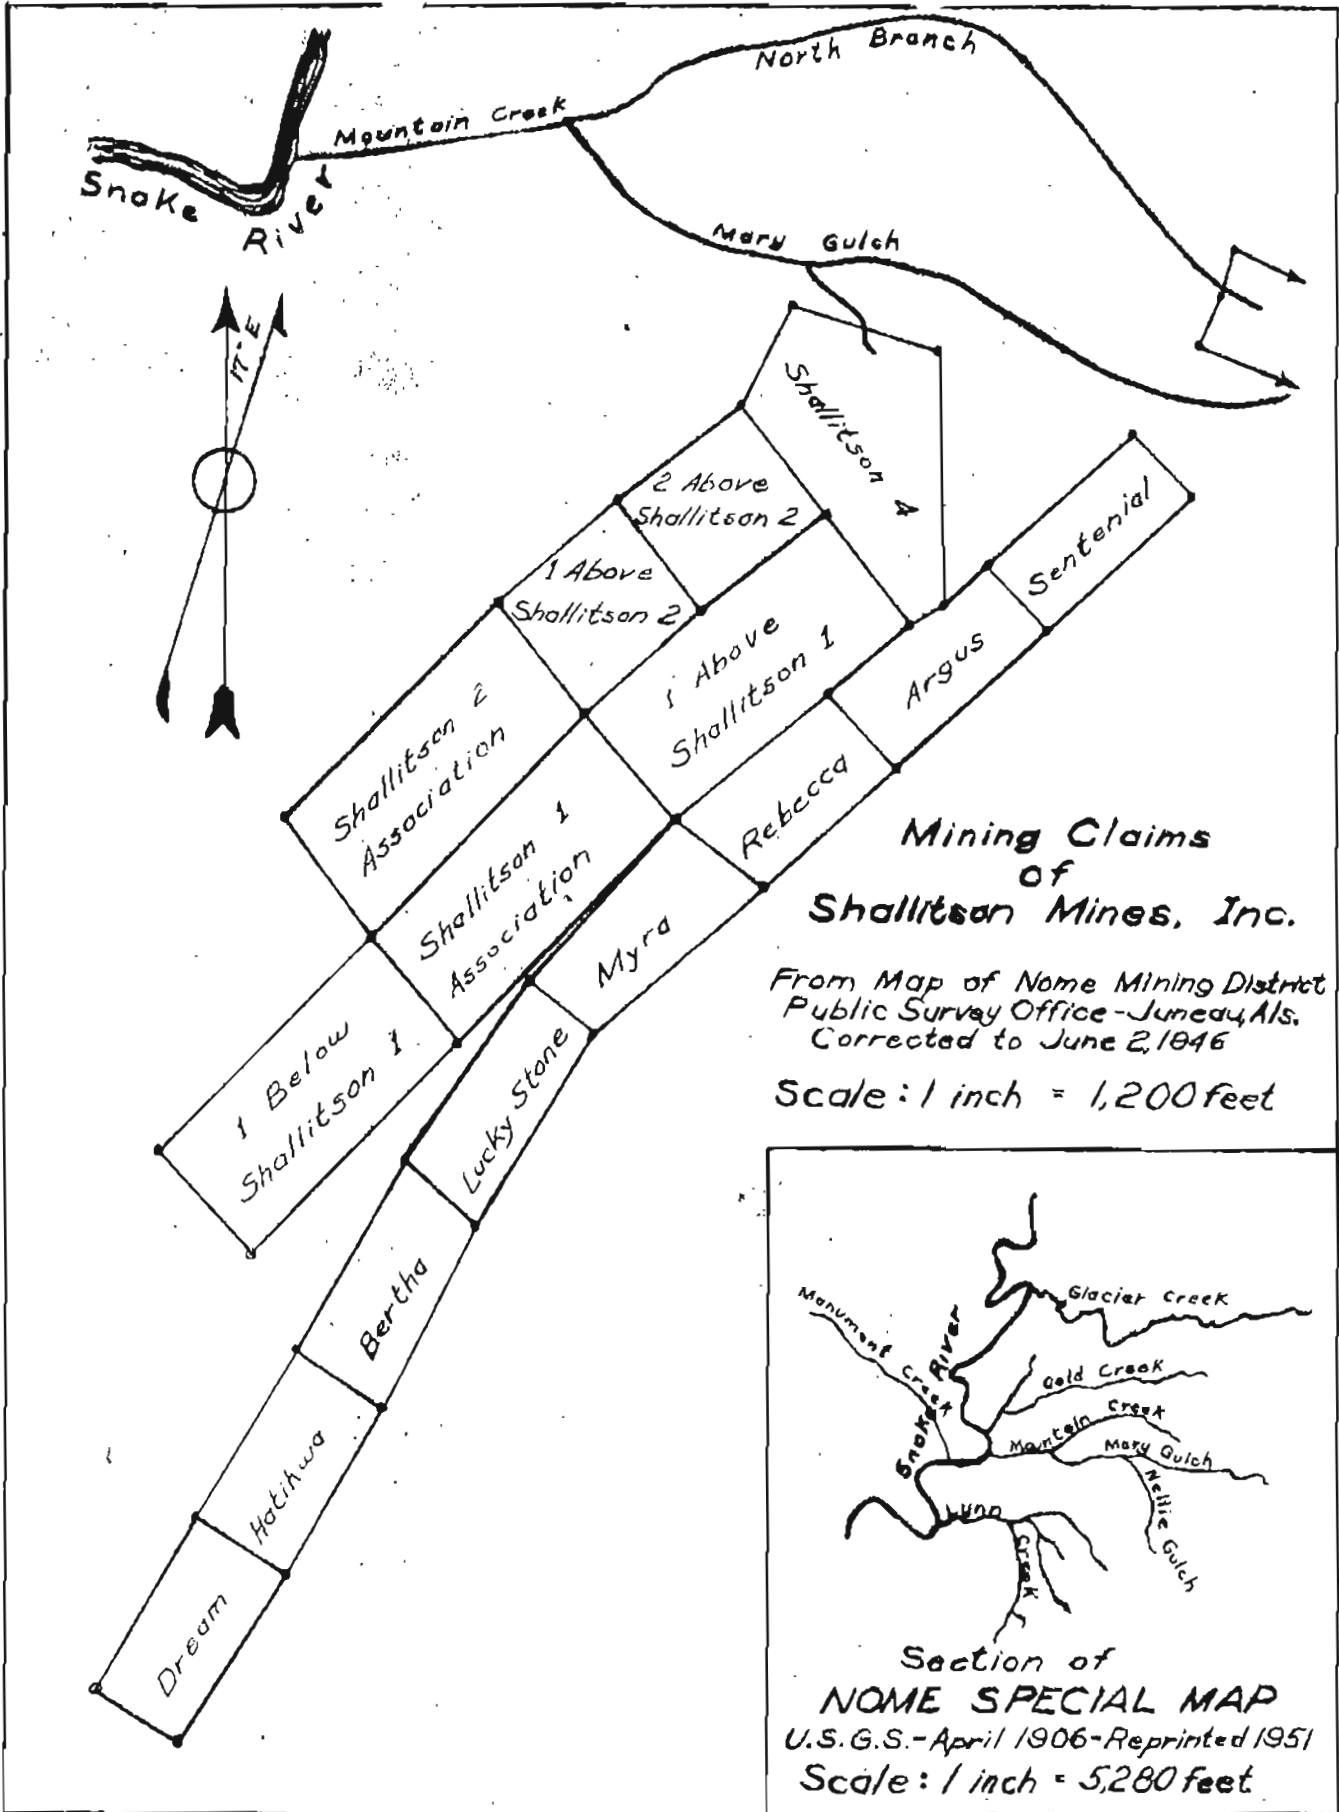 North Branch
Mountain Creek
Snake River
Mary Gulch
17° E
Shallitson 4
2 Above
Shallitson 2
Sentenial
1 Above
Shallitson 2
1 Above
Shallitson 1
Argus
Shallitson 2
Association
Rebecca
Shallitson 1
Association
Myra
Mining Claims
of
Shallitson Mines, Inc.
From Map of Nome Mining District
Public Survey Office-Juneau, Als.
Corrected to June 2, 1946
Scale: 1 inch = 1,200 feet
1 Below
Shallitson 1
Lucky Stone
Bertha
Hatihwa
Dream
Glacier Creek
Monument Creek
Snake River
Gold Creek
Mountain Creek
Mary Gulch
Nellie Gulch
Lynn Creek
Section of
NOME SPECIAL MAP
U.S.G.S.-April 1906-Reprinted 1951
Scale: 1 inch = 5,280 feet